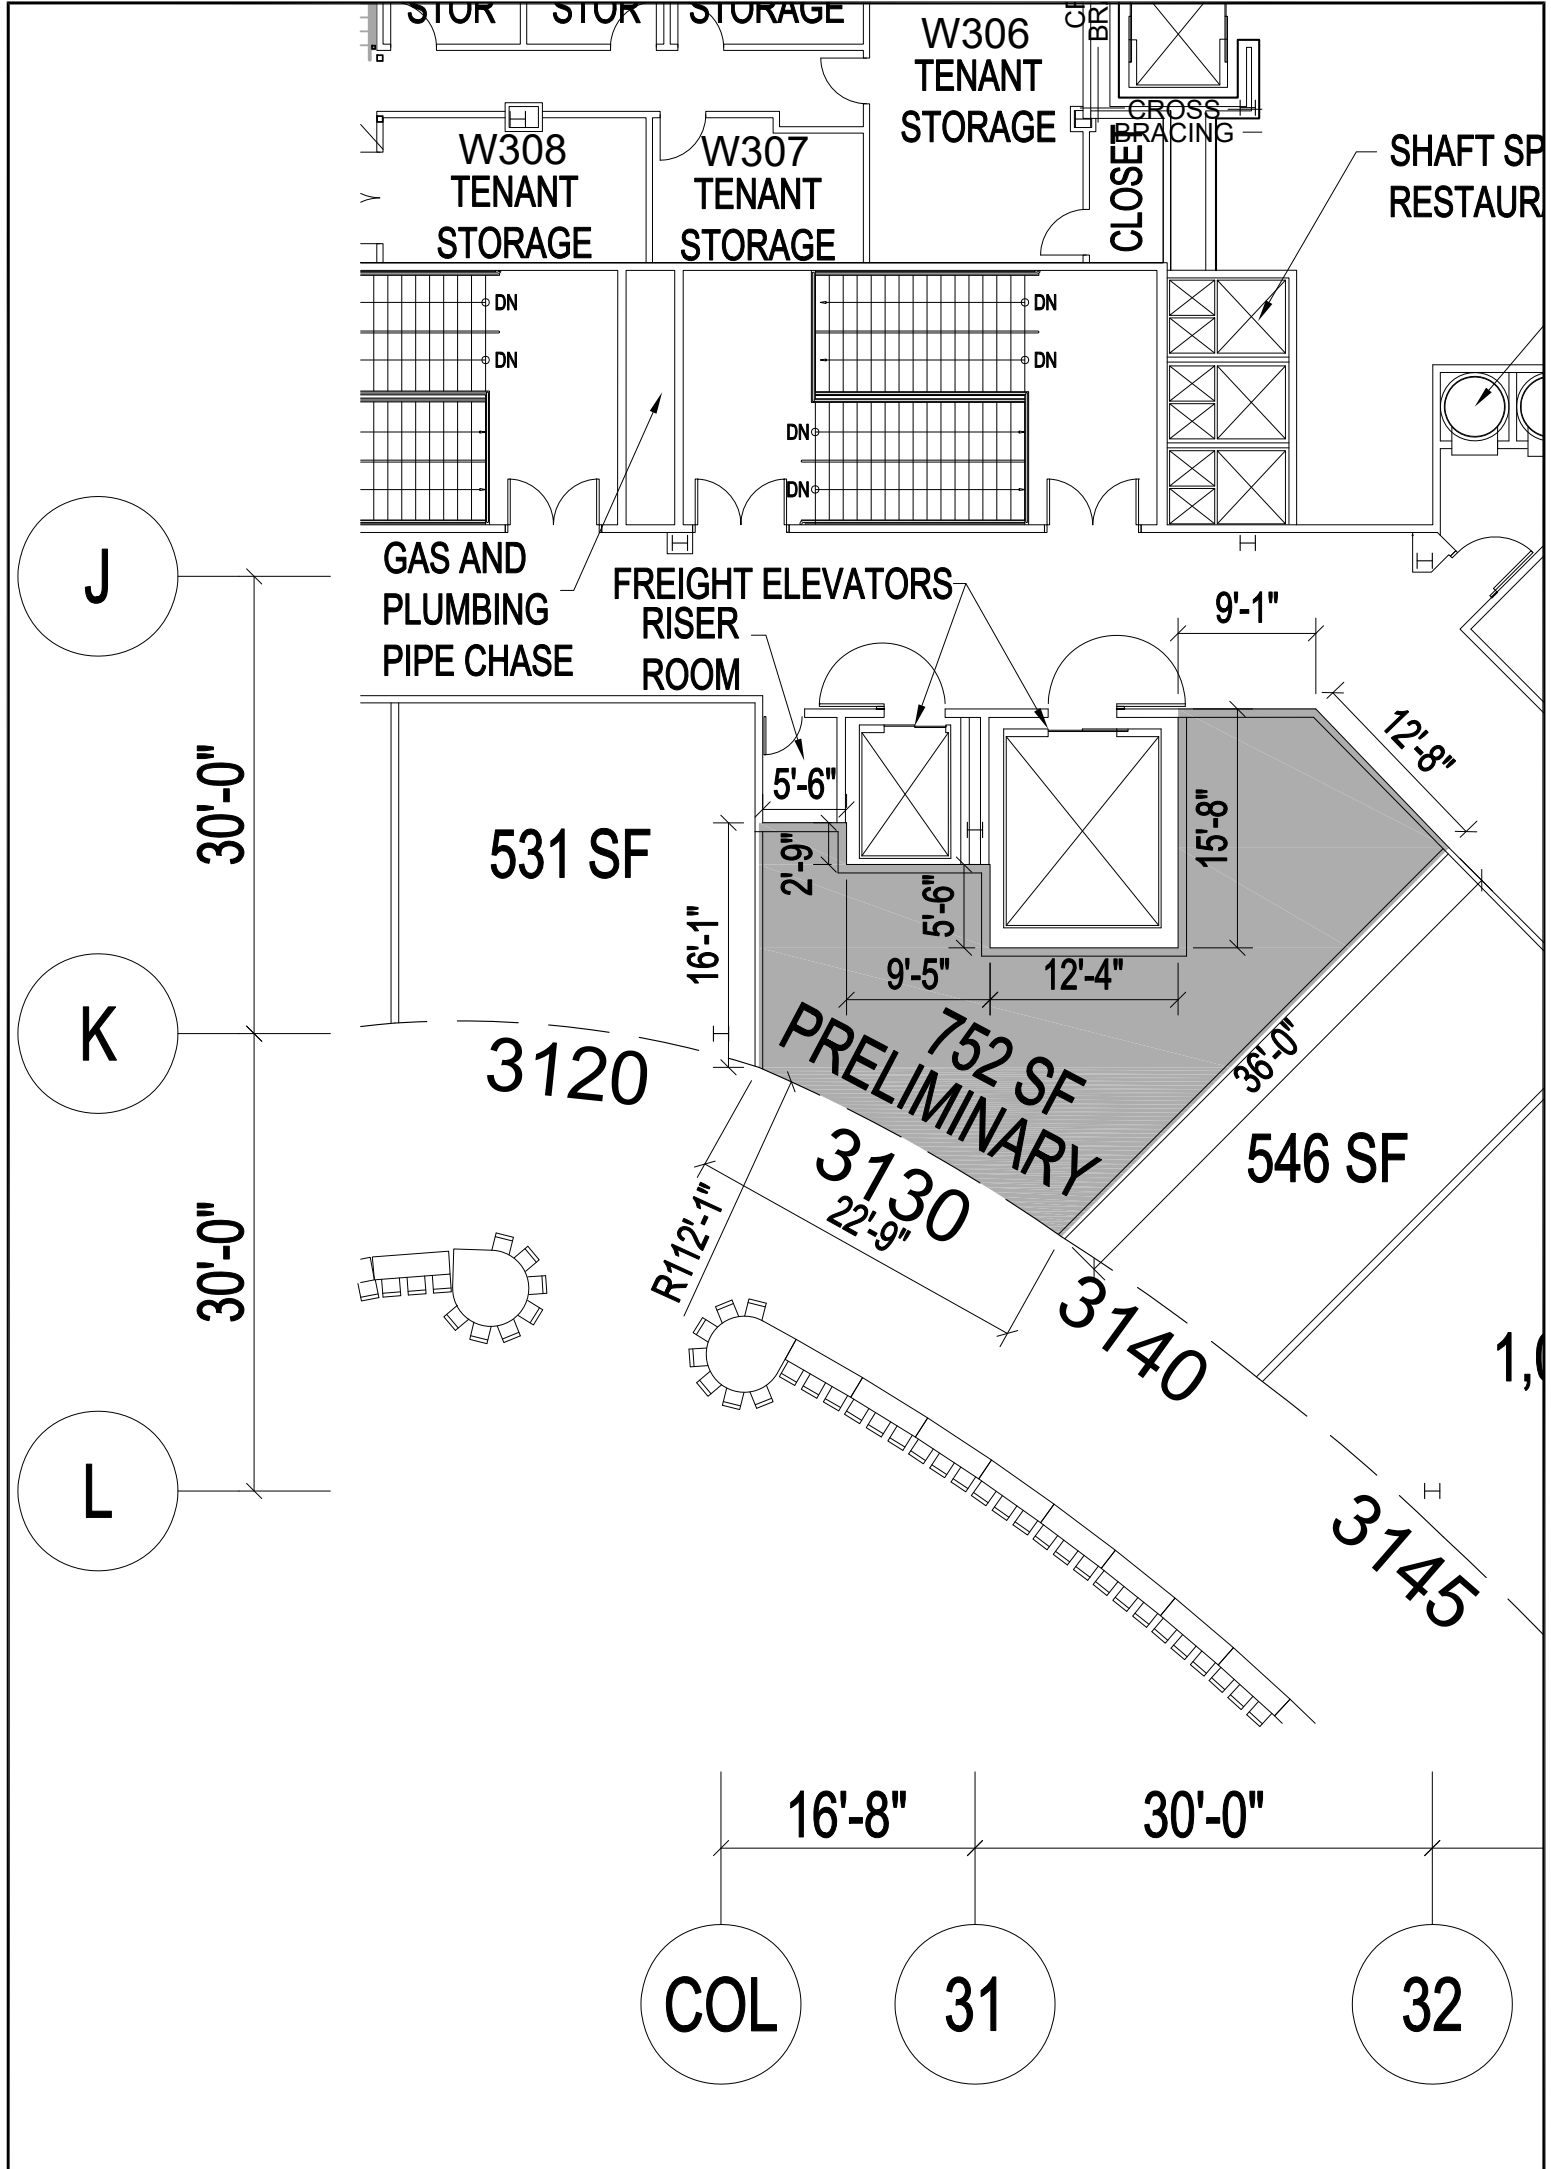 STOR
STOR
STORAGE
W306
TENANT
STORAGE
CROSS
BRACING
CLOSET
W308
TENANT
STORAGE
W307
TENANT
STORAGE
SHAFT SP
RESTAUR
DN
DN
DN
DN
DN
DN
GAS AND
PLUMBING
PIPE CHASE
FREIGHT ELEVATORS
RISER
ROOM
9'-1"
12'-8"
5'-6"
2'-9"
15'-8"
5'-6"
9'-5"
12'-4"
16'-1"
531 SF
752 SF
PRELIMINARY
36'-0"
546 SF
3120
3130
22'-9"
R112'-1"
3140
3145
1,0
J
30'-0"
K
30'-0"
L
16'-8"
30'-0"
COL
31
32